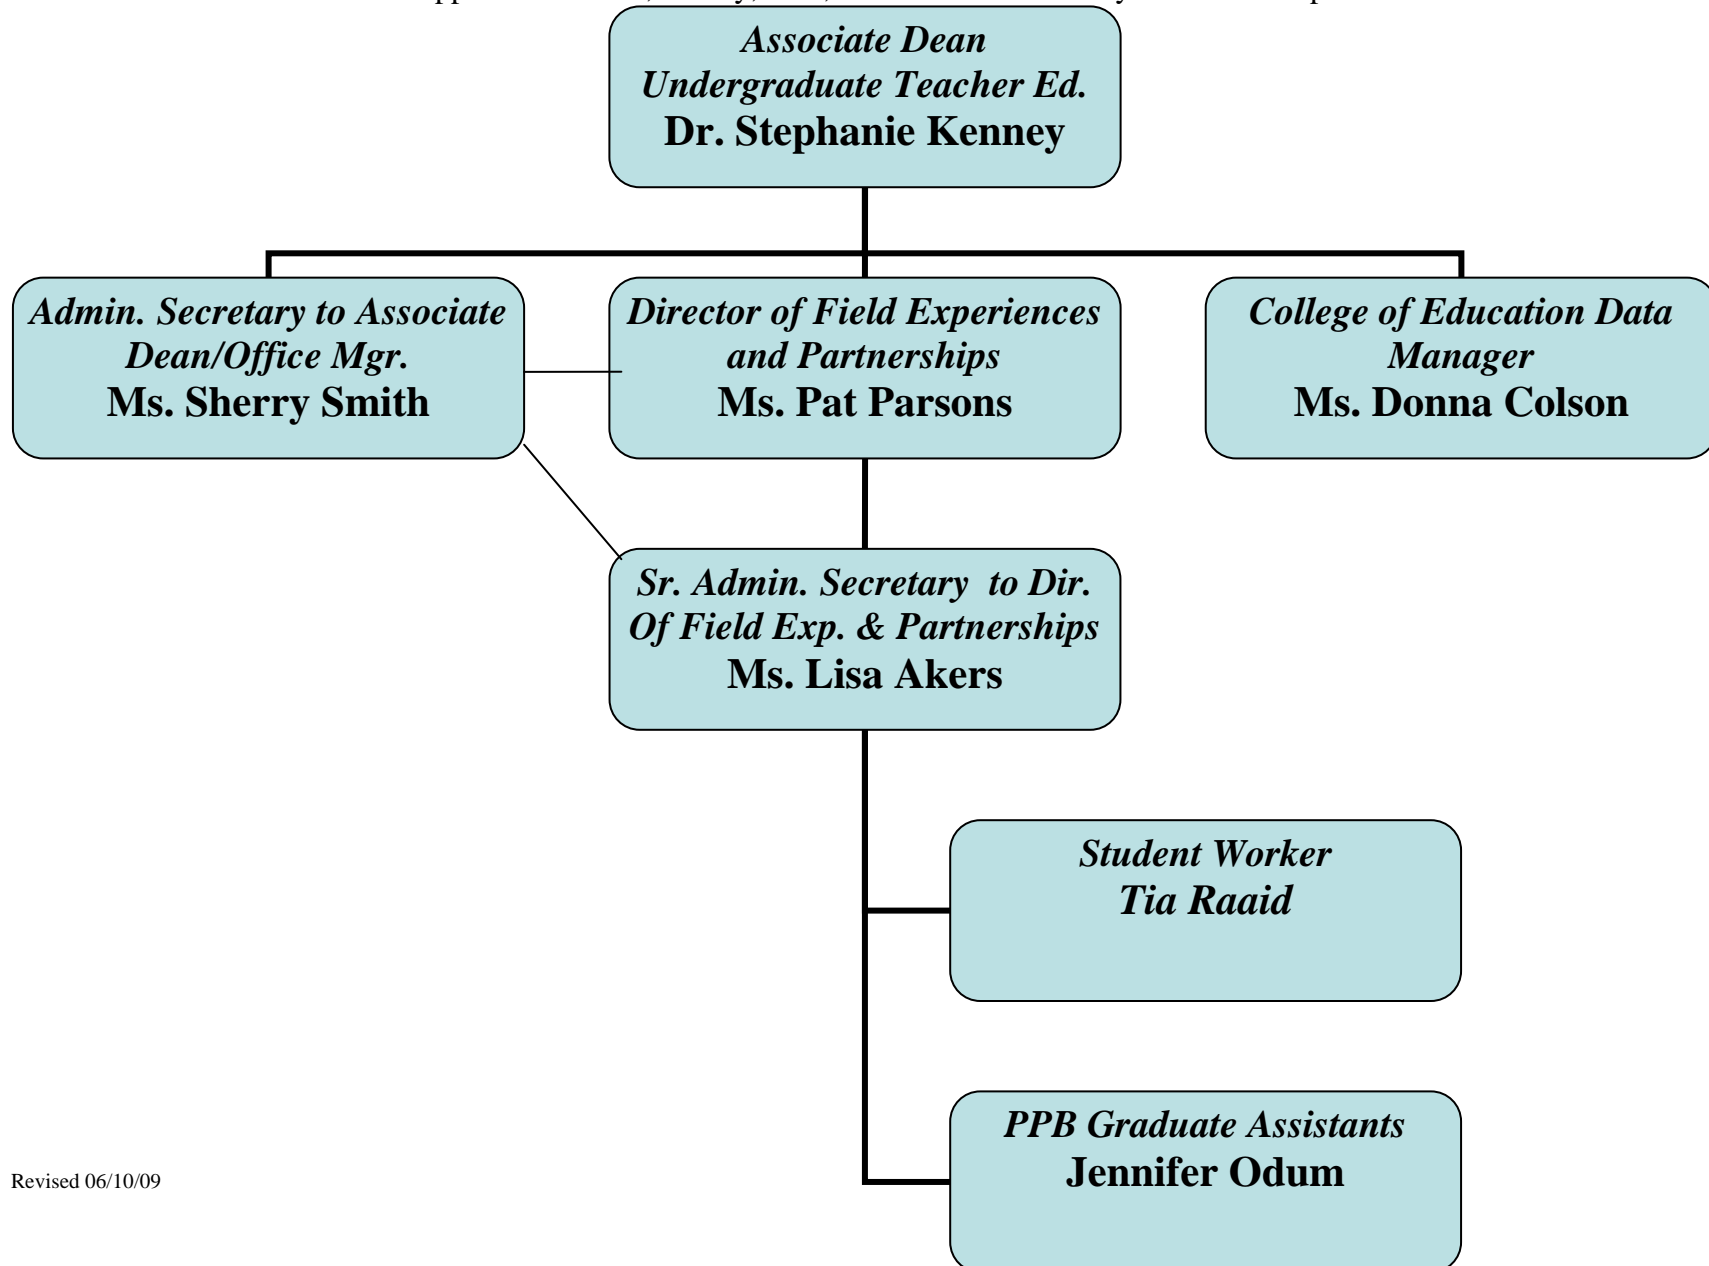 Associate Dean
Undergraduate Teacher Ed.
Dr. Stephanie Kenney
Admin. Secretary to Associate
Dean/Office Mgr.
Ms. Sherry Smith
Director of Field Experiences
and Partnerships
Ms. Pat Parsons
College of Education Data
Manager
Ms. Donna Colson
Sr. Admin. Secretary to Dir.
Of Field Exp. & Partnerships
Ms. Lisa Akers
Student Worker
Tia Raaid
PPB Graduate Assistants
Jennifer Odum
Revised 06/10/09